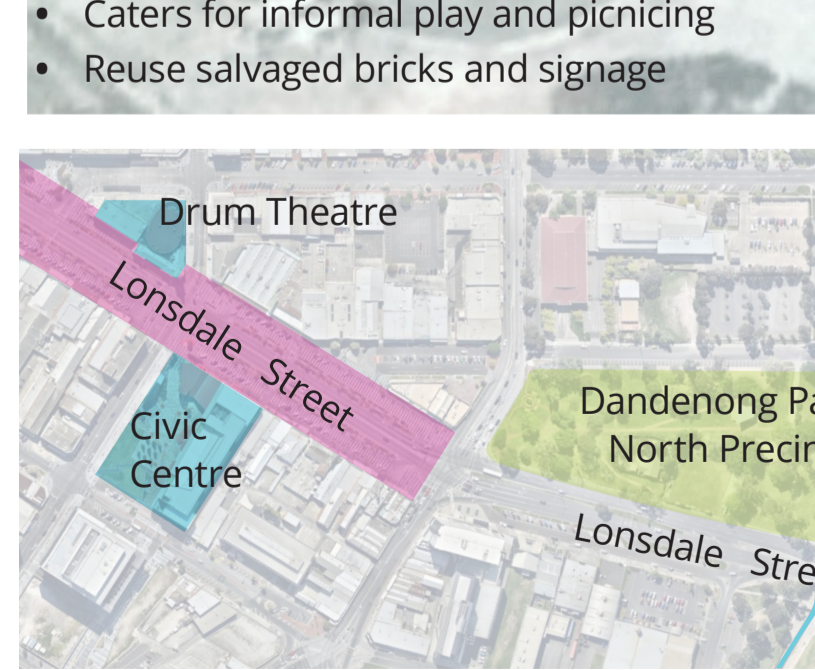 • Caters for informal play and picnicing
• Reuse salvaged bricks and signage
Drum Theatre
Lonsdale Street
Civic
Centre
Dandenong Pa
North Precin
Lonsdale Stre